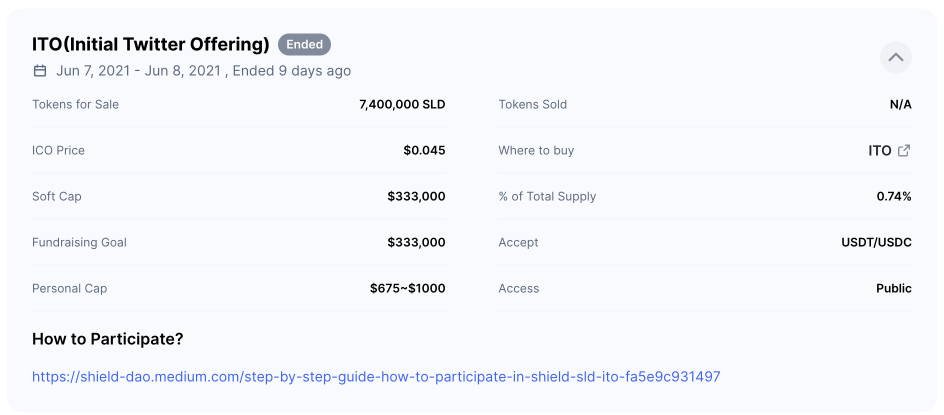 ITO(Initial Twitter Offering) Ended
Jun 7, 2021 - Jun 8, 2021 , Ended 9 days ago
Tokens for Sale 7,400,000 SLD Tokens Sold N/A
ICO Price $0.045 Where to buy ITO
Soft Cap $333,000 % of Total Supply 0.74%
Fundraising Goal $333,000 Accept USDT/USDC
Personal Cap $675~$1000 Access Public
How to Participate?
https://shield-dao.medium.com/step-by-step-guide-how-to-participate-in-shield-sld-ito-fa5e9c931497